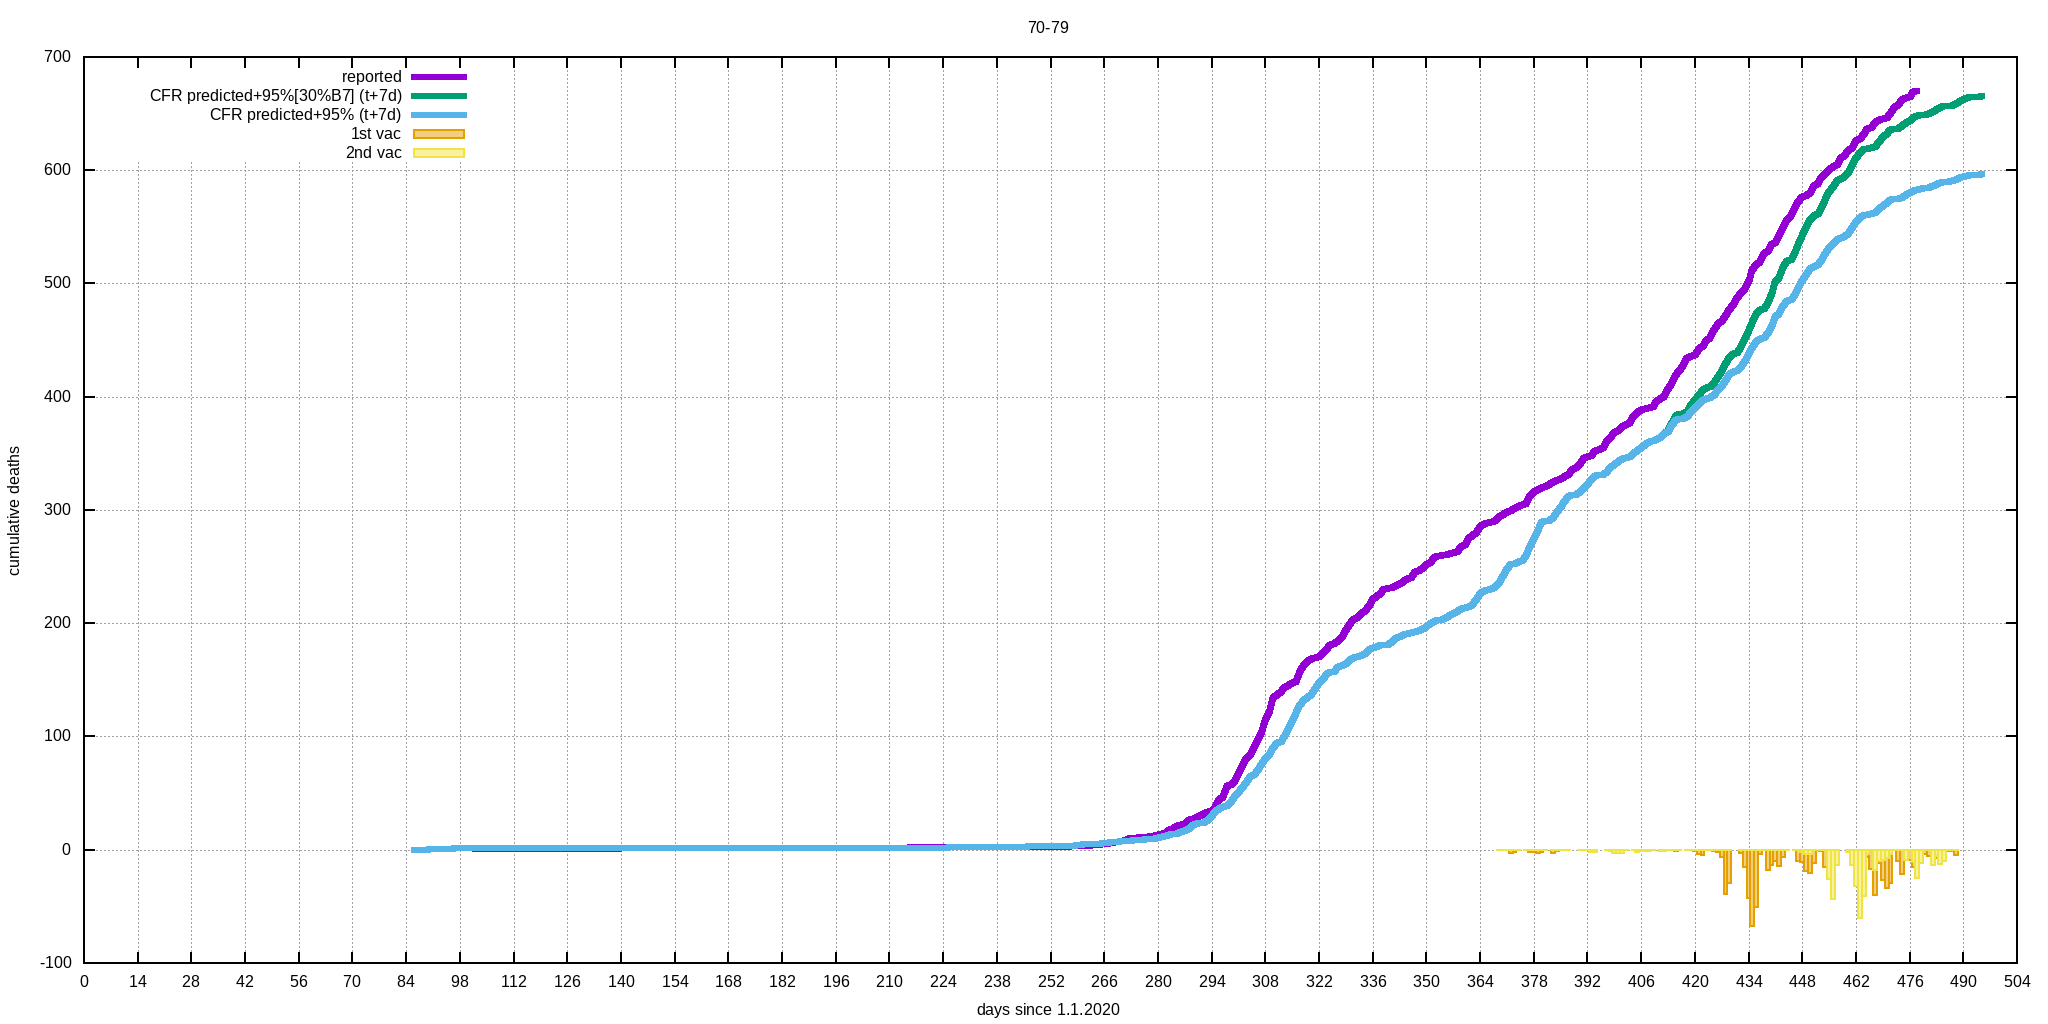 70-79
700
600
500
400
300
200
100
0
-100
cumulative deaths
reported
CFR predicted+95%[30%B7] (t+7d)
CFR predicted+95% (t+7d)
1st vac
2nd vac
0 14 28 42 56 70 84 98 112 126 140 154 168 182 196 210 224 238 252 266 280 294 308 322 336 350 364 378 392 406 420 434 448 462 476 490 504
days since 1.1.2020